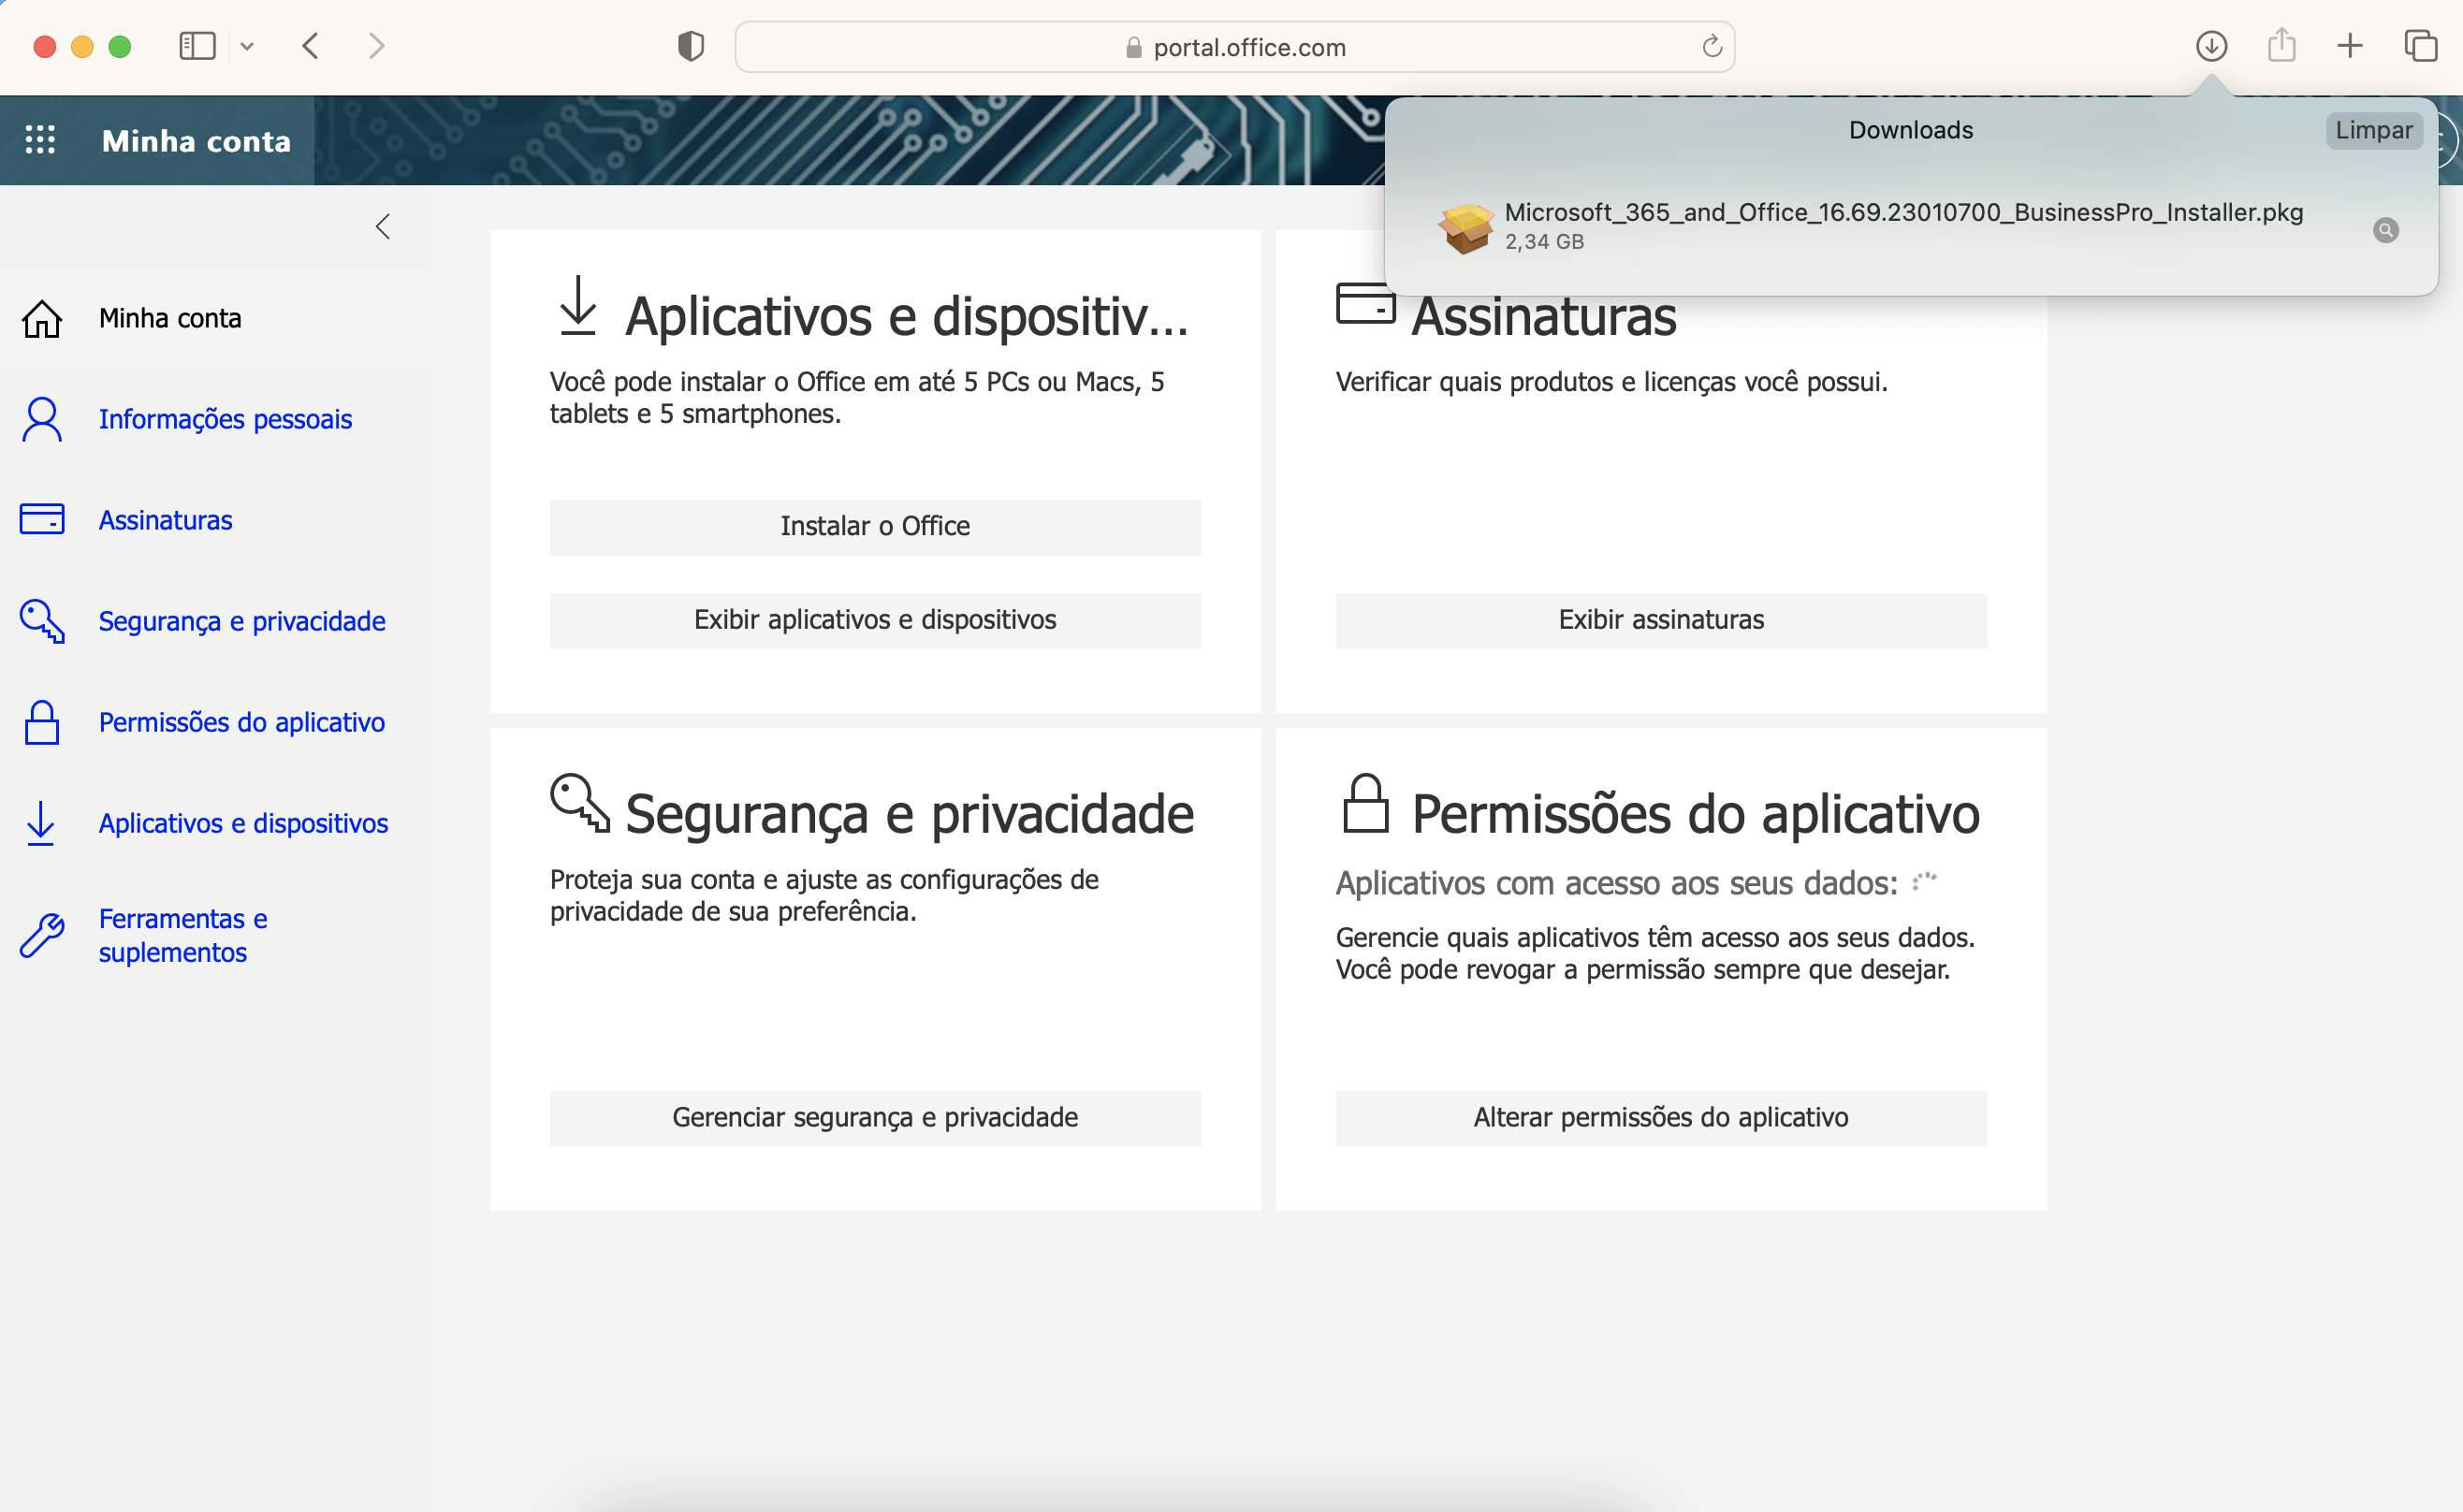 portal.office.com
Minha conta
Downloads
Limpar
Microsoft_365_and_Office_16.69.23010700_BusinessPro_Installer.pkg
2,34 GB
Minha conta
Informações pessoais
Assinaturas
Segurança e privacidade
Permissões do aplicativo
Aplicativos e dispositivos
Ferramentas e
suplementos
Aplicativos e dispositiv...
Você pode instalar o Office em até 5 PCs ou Macs, 5
tablets e 5 smartphones.
Instalar o Office
Exibir aplicativos e dispositivos
Assinaturas
Verificar quais produtos e licenças você possui.
Exibir assinaturas
Segurança e privacidade
Proteja sua conta e ajuste as configurações de
privacidade de sua preferência.
Gerenciar segurança e privacidade
Permissões do aplicativo
Aplicativos com acesso aos seus dados:
Gerencie quais aplicativos têm acesso aos seus dados.
Você pode revogar a permissão sempre que desejar.
Alterar permissões do aplicativo